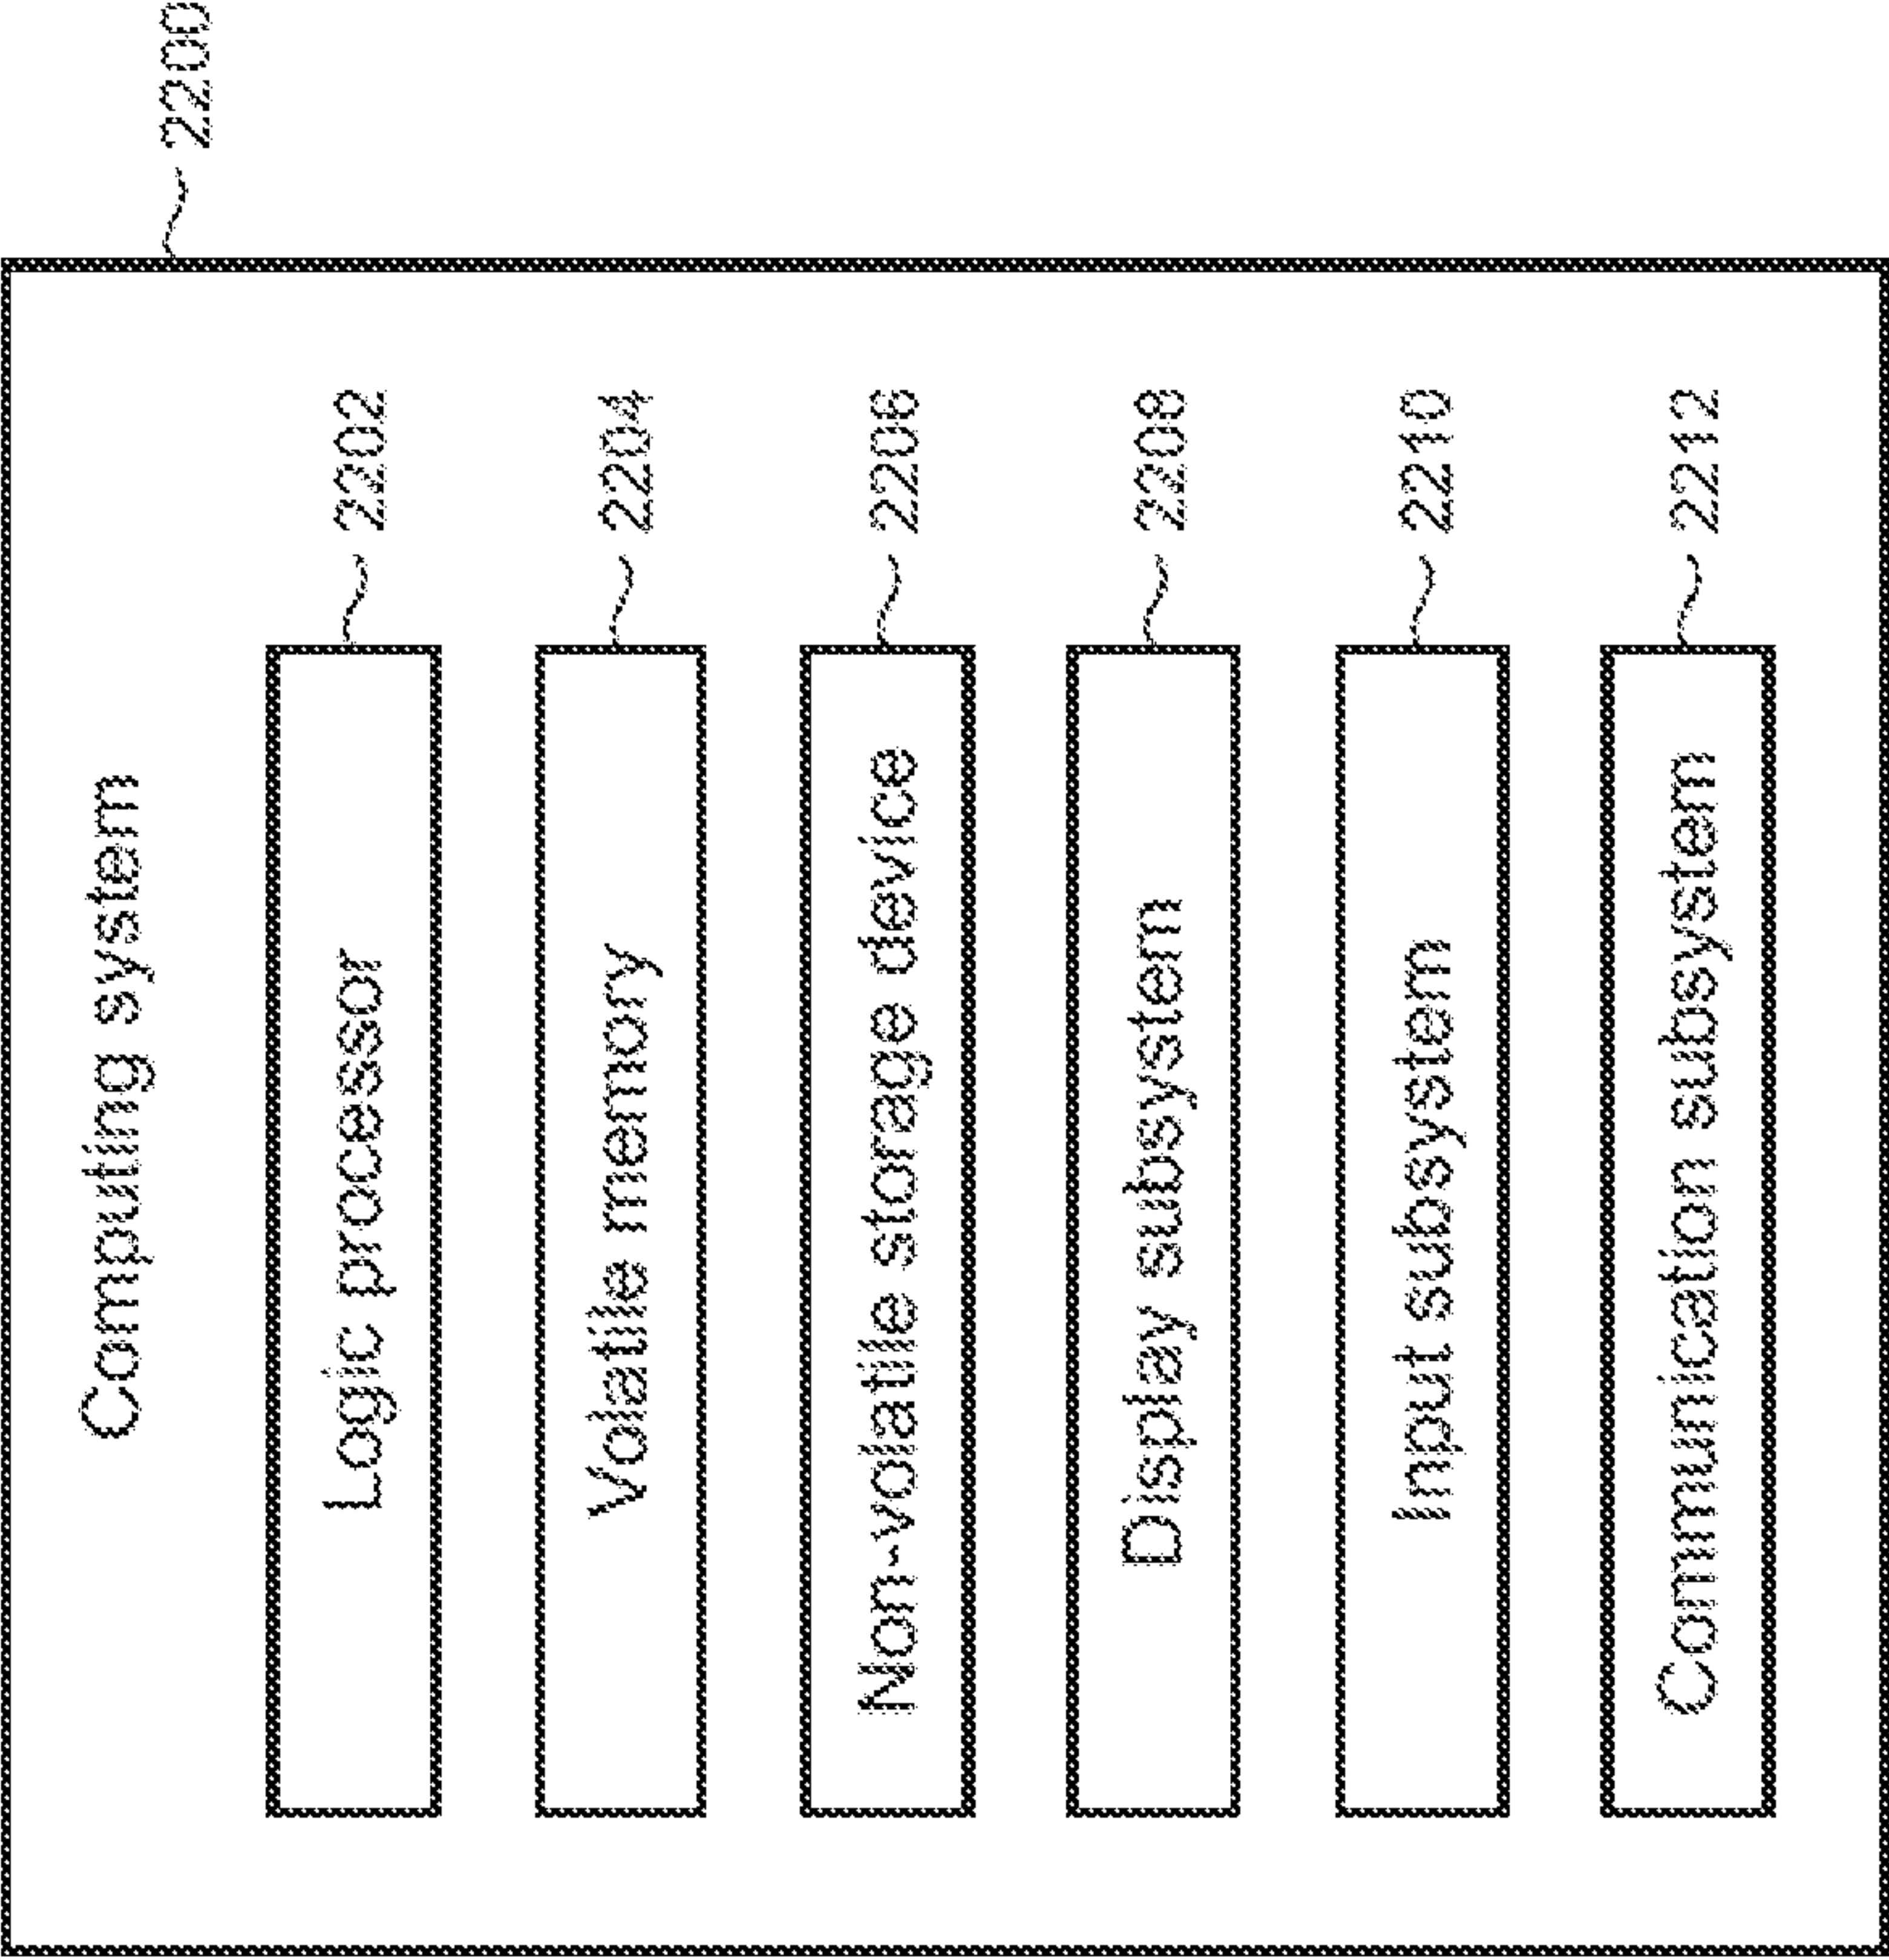 Computing system
2200
Logic processor
2202
Volatile memory
2204
Non-volatile storage device
2206
Display subsystem
2208
Input subsystem
2210
Communication subsystem
2212